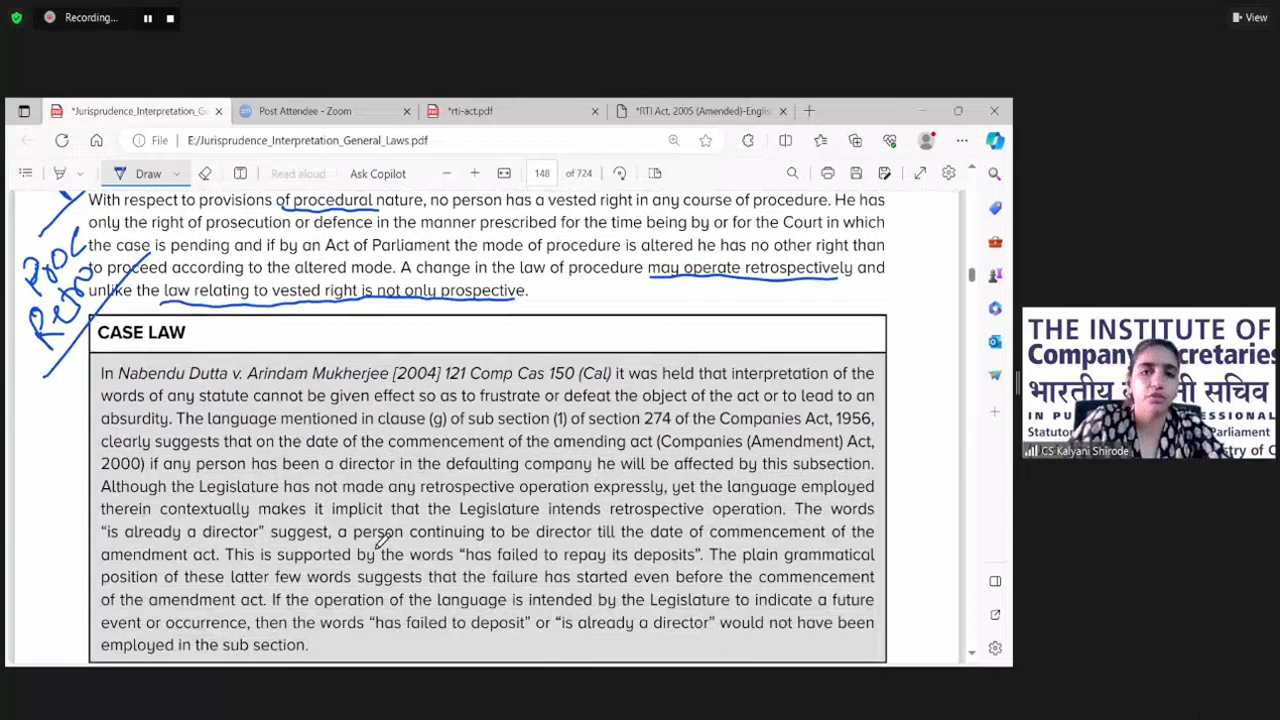 Recording...
View
*Jurisprudence_Interpretation_Ge
Post Attendee - Zoom
*rti-act.pdf
*RTI Act, 2005 (Amended)-Englis
File
E:/Jurisprudence_Interpretation_General_Laws.pdf
Draw
Read aloud
Ask Copilot
148
of 724
With respect to provisions of procedural nature, no person has a vested right in any course of procedure. He has
only the right of prosecution or defence in the manner prescribed for the time being by or for the Court in which
the case is pending and if by an Act of Parliament the mode of procedure is altered he has no other right than
to proceed according to the altered mode. A change in the law of procedure may operate retrospectively and
unlike the law relating to vested right is not only prospective.
Proc
Retro
CASE LAW
In Nabendu Dutta v. Arindam Mukherjee [2004] 121 Comp Cas 150 (Cal) it was held that interpretation of the
words of any statute cannot be given effect so as to frustrate or defeat the object of the act or to lead to an
absurdity. The language mentioned in clause (g) of sub section (1) of section 274 of the Companies Act, 1956,
clearly suggests that on the date of the commencement of the amending act (Companies (Amendment) Act,
2000) if any person has been a director in the defaulting company he will be affected by this subsection.
Although the Legislature has not made any retrospective operation expressly, yet the language employed
therein contextually makes it implicit that the Legislature intends retrospective operation. The words
“is already a director” suggest, a person continuing to be director till the date of commencement of the
amendment act. This is supported by the words “has failed to repay its deposits”. The plain grammatical
position of these latter few words suggests that the failure has started even before the commencement
of the amendment act. If the operation of the language is intended by the Legislature to indicate a future
event or occurrence, then the words “has failed to deposit” or “is already a director” would not have been
employed in the sub section.
THE INSTITUTE OF
Company Secretaries
भारतीय सचिव
IN PU PROFESSIONAL
Statutor Parliament
stry of C
CS Kalyani Shirode